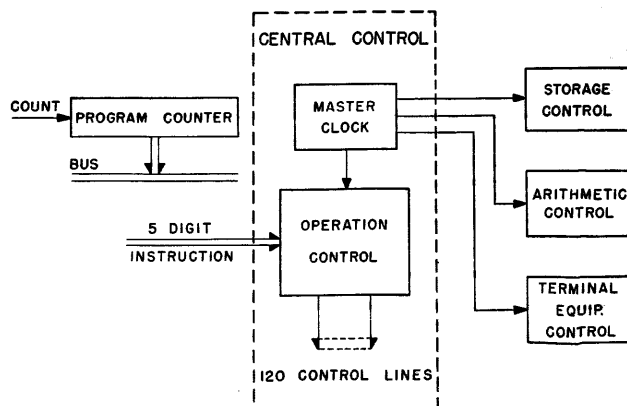 CENTRAL CONTROL
COUNT
PROGRAM COUNTER
BUS
MASTER
CLOCK
STORAGE
CONTROL
ARITHMETIC
CONTROL
5 DIGIT
INSTRUCTION
OPERATION
CONTROL
TERMINAL
EQUIP.
CONTROL
120 CONTROL LINES